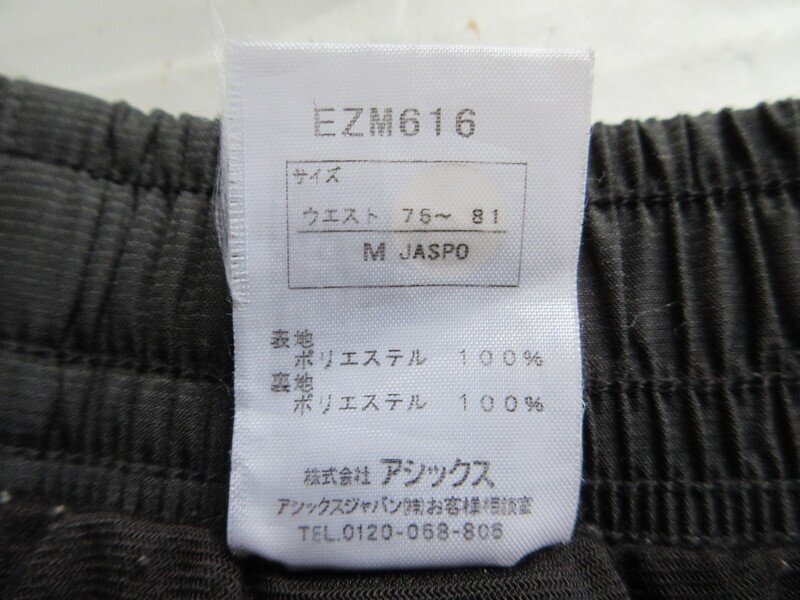 EZM616
サイズ
ウエスト 75〜 81
M JASPO
表地
ポリエステル 100%
裏地
ポリエステル 100%
株式会社 アシックス
アシックスジャパン(株)お客様相談室
TEL.0120-068-806